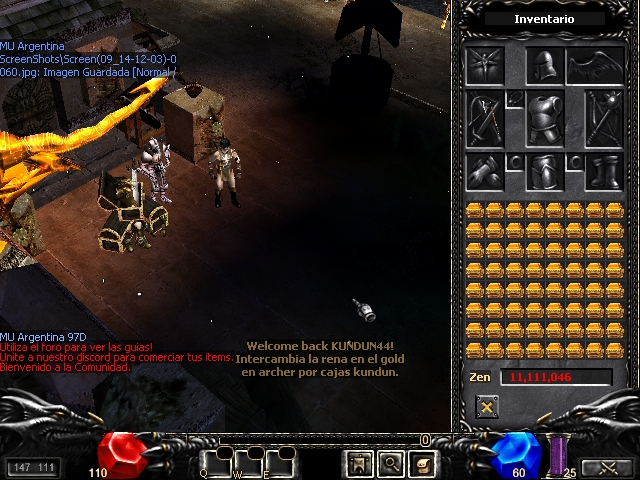 MU Argentina
ScreenShots\Screen(09_14-12-03)-0
060.jpg: Imagen Guardada [Normal /
Inventario
MU Argentina 97D
Utiliza el foro para ver las guias!
Unite a nuestro discord para comerciar tus items.
Bienvenido a la Comunidad.
Welcome back KUNDUN44!
Intercambia la rena en el gold
en archer por cajas kundun.
Zen 11,111,046
0
147 111
110
Q W E
60
25